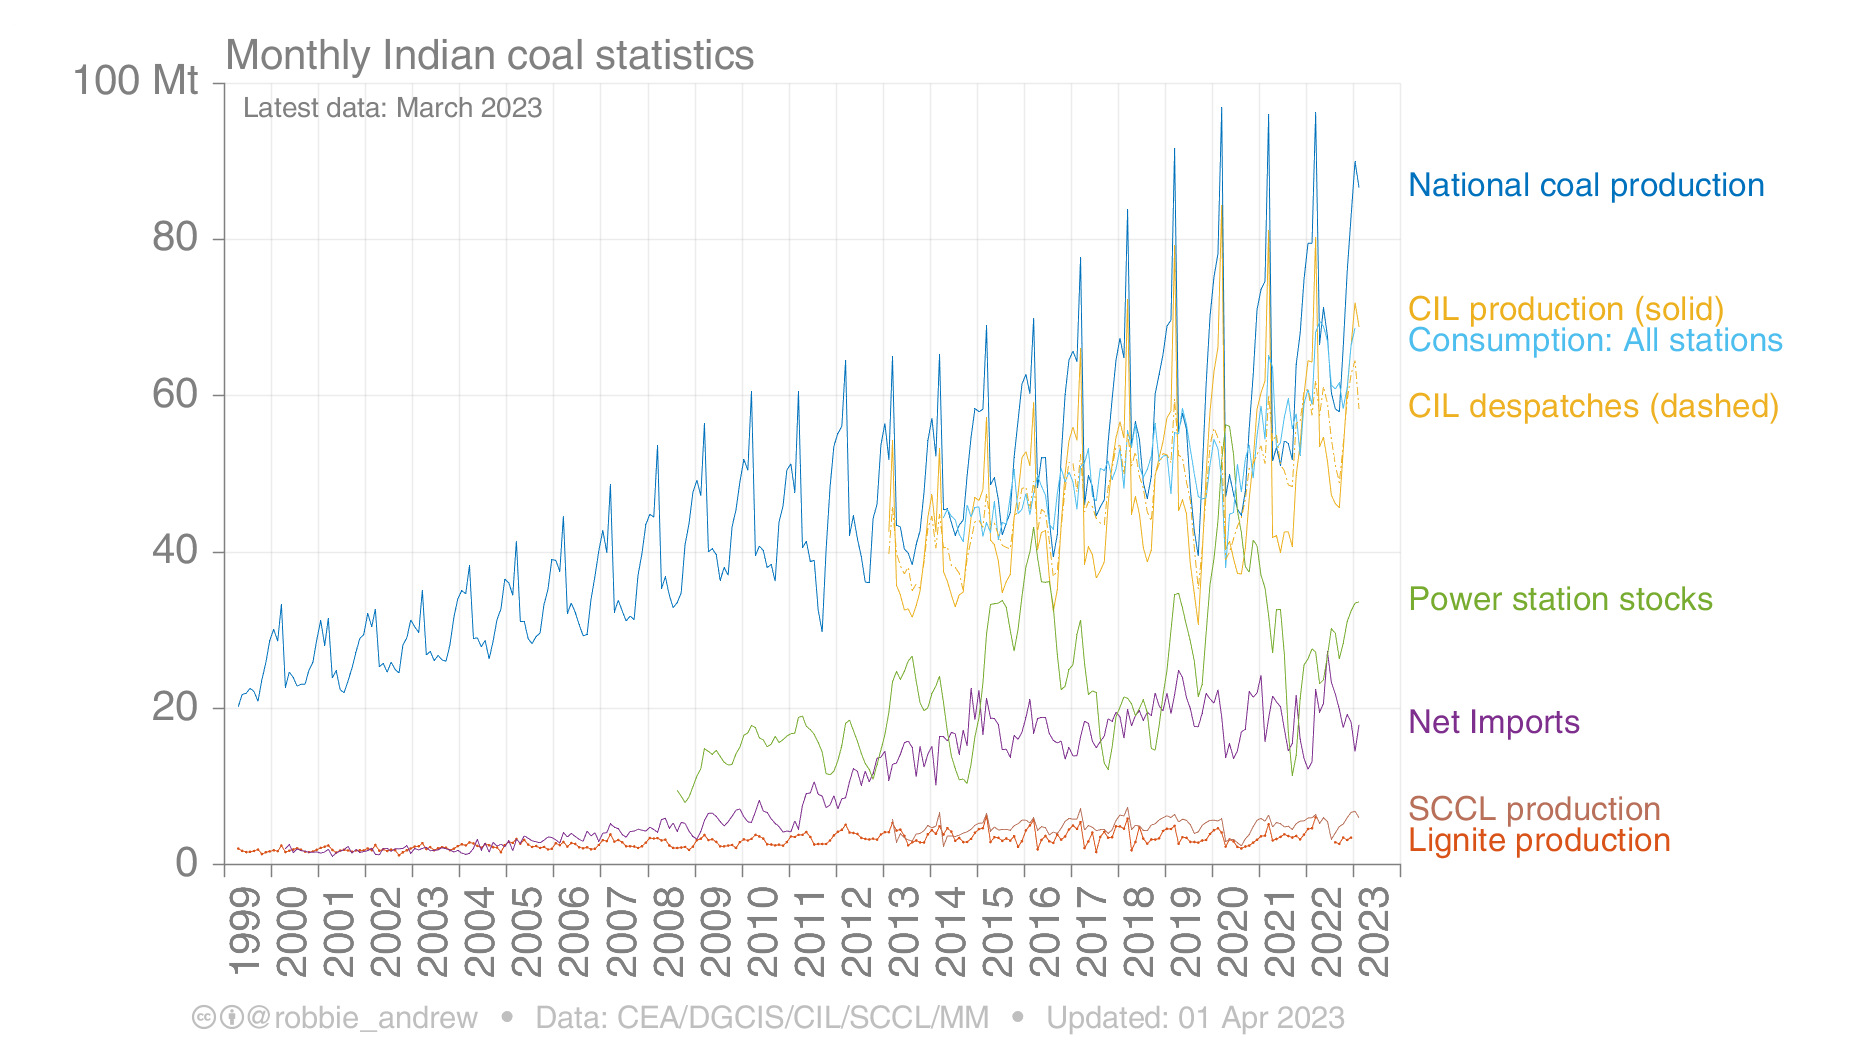 Monthly Indian coal statistics
100 Mt
Latest data: March 2023
National coal production
80
CIL production (solid)
Consumption: All stations
60
CIL despatches (dashed)
40
Power station stocks
20
Net Imports
SCCL production
Lignite production
0
1999 2000 2001 2002 2003 2004 2005 2006 2007 2008 2009 2010 2011 2012 2013 2014 2015 2016 2017 2018 2019 2020 2021 2022 2023
cc @robbie_andrew • Data: CEA/DGCIS/CIL/SCCL/MM • Updated: 01 Apr 2023